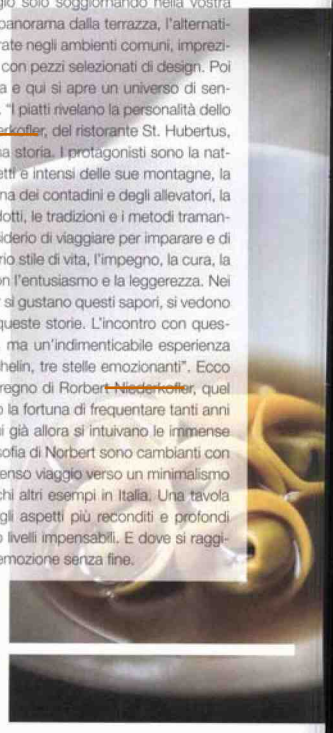 gio solo soggiornando nella vostra
panorama dalla terrazza, l'alternati-
rate negli ambienti comuni, imprezi-
con pezzi selezionati di design. Poi
a e qui si apre un universo di sen-
. "I piatti rivelano la personalità dello
erkofler, del ristorante St. Hubertus,
na storia. I protagonisti sono la nat-
etti e intensi delle sue montagne, la
na dei contadini e degli allevatori, la
dotti, le tradizioni e i metodi traman-
siderio di viaggiare per imparare e di
rio stile di vita, l'impegno, la cura, la
on l'entusiasmo e la leggerezza. Nei
r si gustano questi sapori, si vedono
queste storie. L'incontro con ques-
, ma un'indimenticabile esperienza
helin, tre stelle emozionanti". Ecco
regno di Rorbert Niederkofler, quel
o la fortuna di frequentare tanti anni
ui già allora si intuivano le immense
osofia di Norbert sono cambianti con
enso viaggio verso un minimalismo
chi altri esempi in Italia. Una tavola
gli aspetti più reconditi e profondi
o livelli impensabili. E dove si raggi-
emozione senza fine.